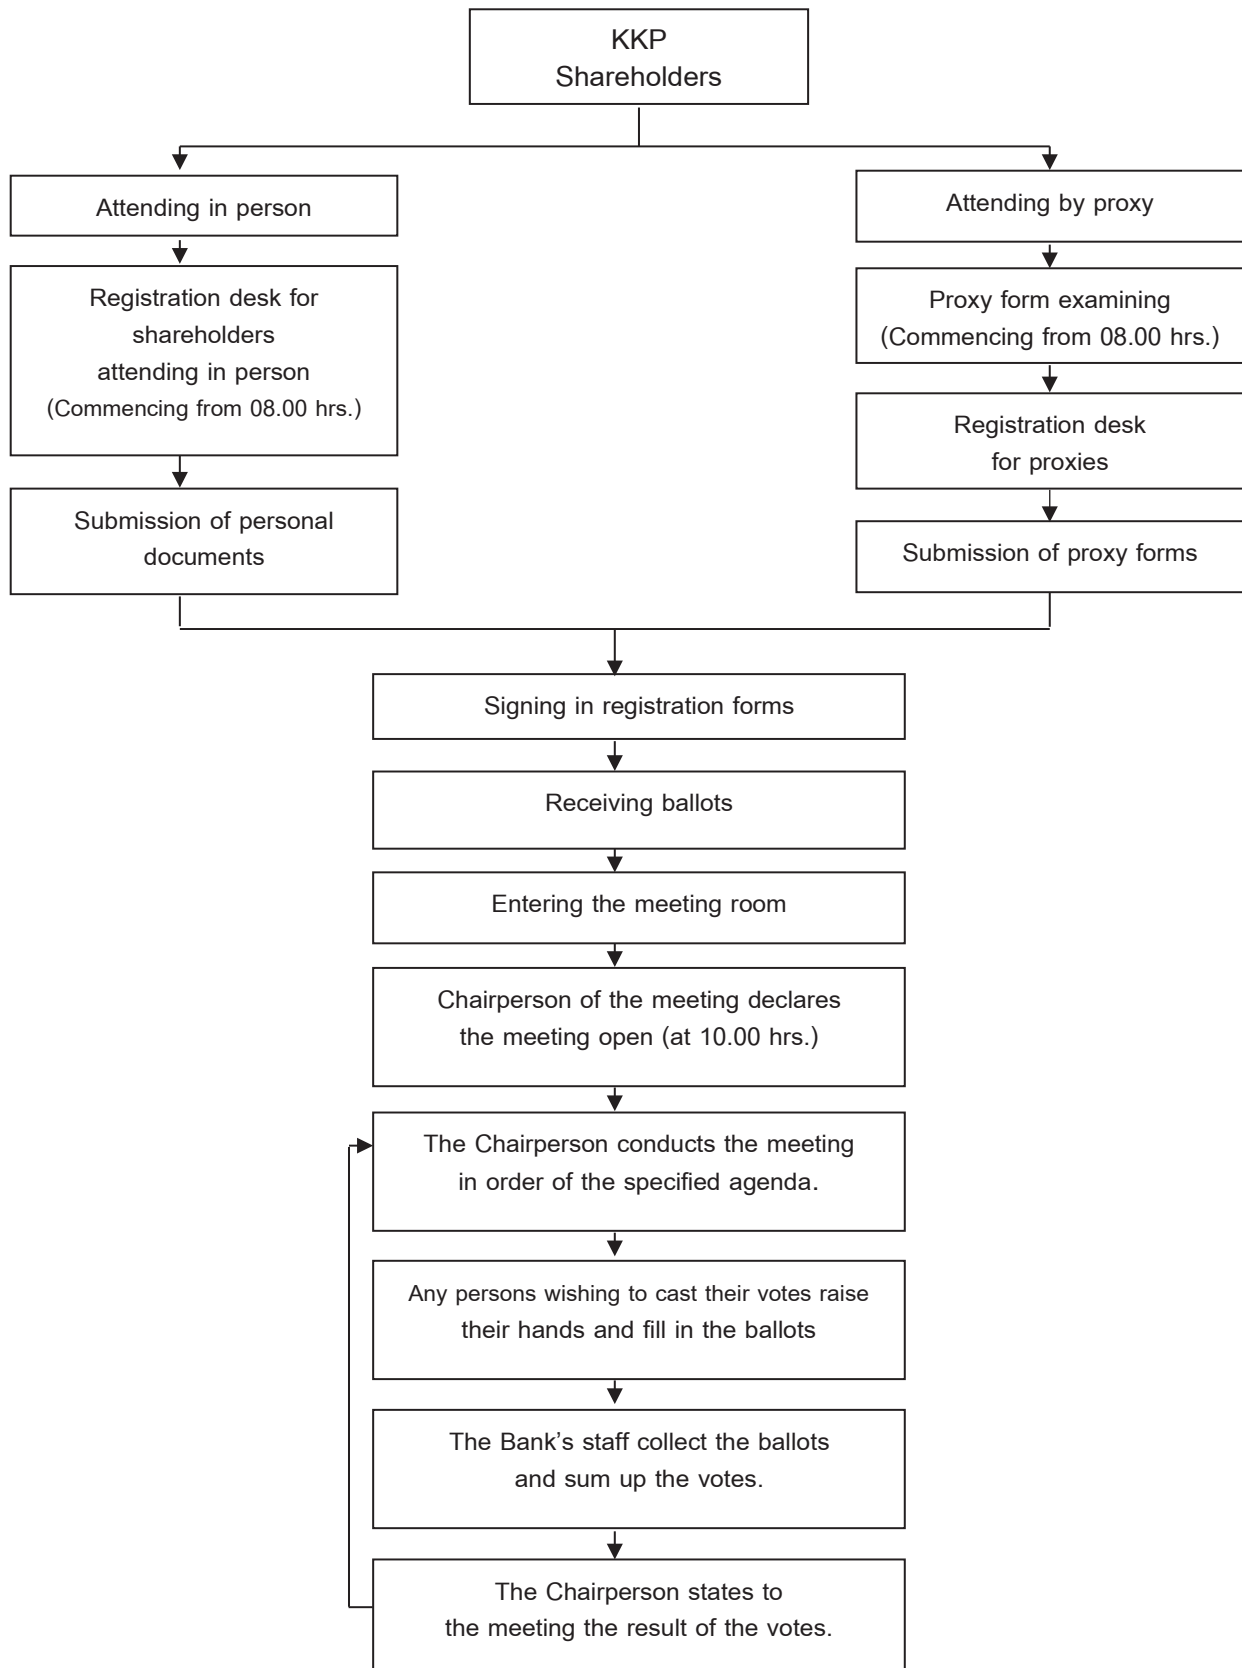 KKP
Shareholders
Attending in person
Attending by proxy
Registration desk for
shareholders
attending in person
(Commencing from 08.00 hrs.)
Proxy form examining
(Commencing from 08.00 hrs.)
Registration desk
for proxies
Submission of personal
documents
Submission of proxy forms
Signing in registration forms
Receiving ballots
Entering the meeting room
Chairperson of the meeting declares
the meeting open (at 10.00 hrs.)
The Chairperson conducts the meeting
in order of the specified agenda.
Any persons wishing to cast their votes raise
their hands and fill in the ballots
The Bank’s staff collect the ballots
and sum up the votes.
The Chairperson states to
the meeting the result of the votes.